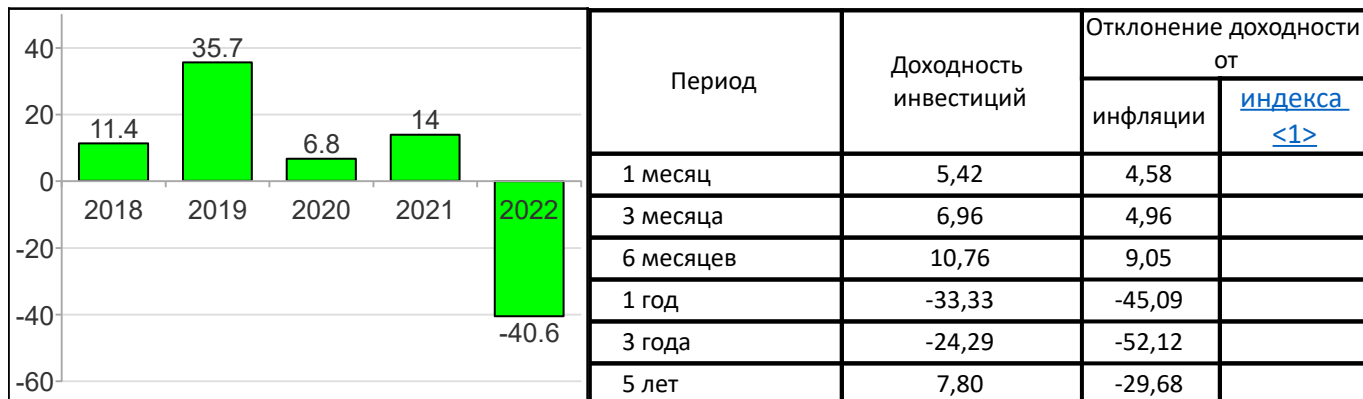 40
20
0
-20
-40
-60
11.4
35.7
6.8
14
-40.6
2018
2019
2020
2021
2022
Период
Доходность
инвестиций
Отклонение доходности
от
инфляции
индекса
<1>
1 месяц 5,42 4,58
3 месяца 6,96 4,96
6 месяцев 10,76 9,05
1 год -33,33 -45,09
3 года -24,29 -52,12
5 лет 7,80 -29,68